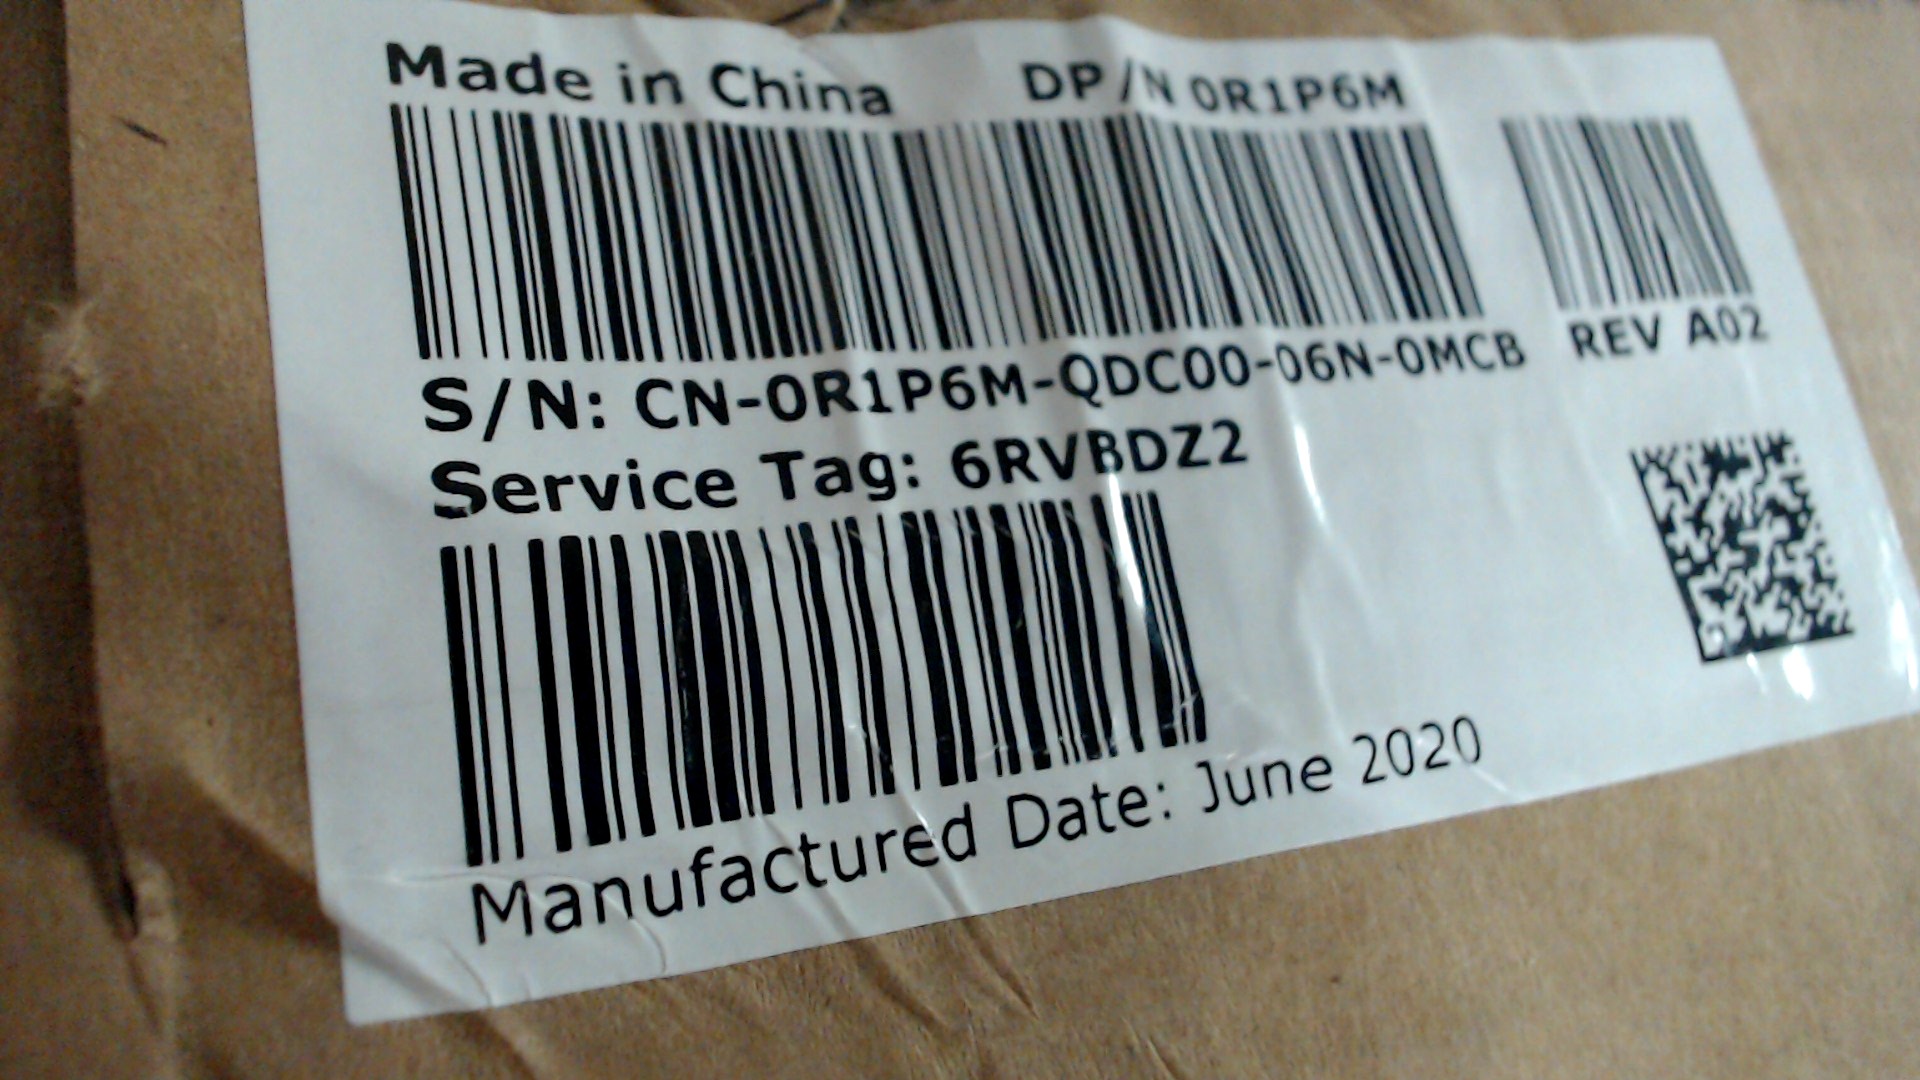 Made in China DP/N 0R1P6M
S/N: CN-0R1P6M-QDC00-06N-0MCB REV A02
Service Tag: 6RVBDZ2
Manufactured Date: June 2020